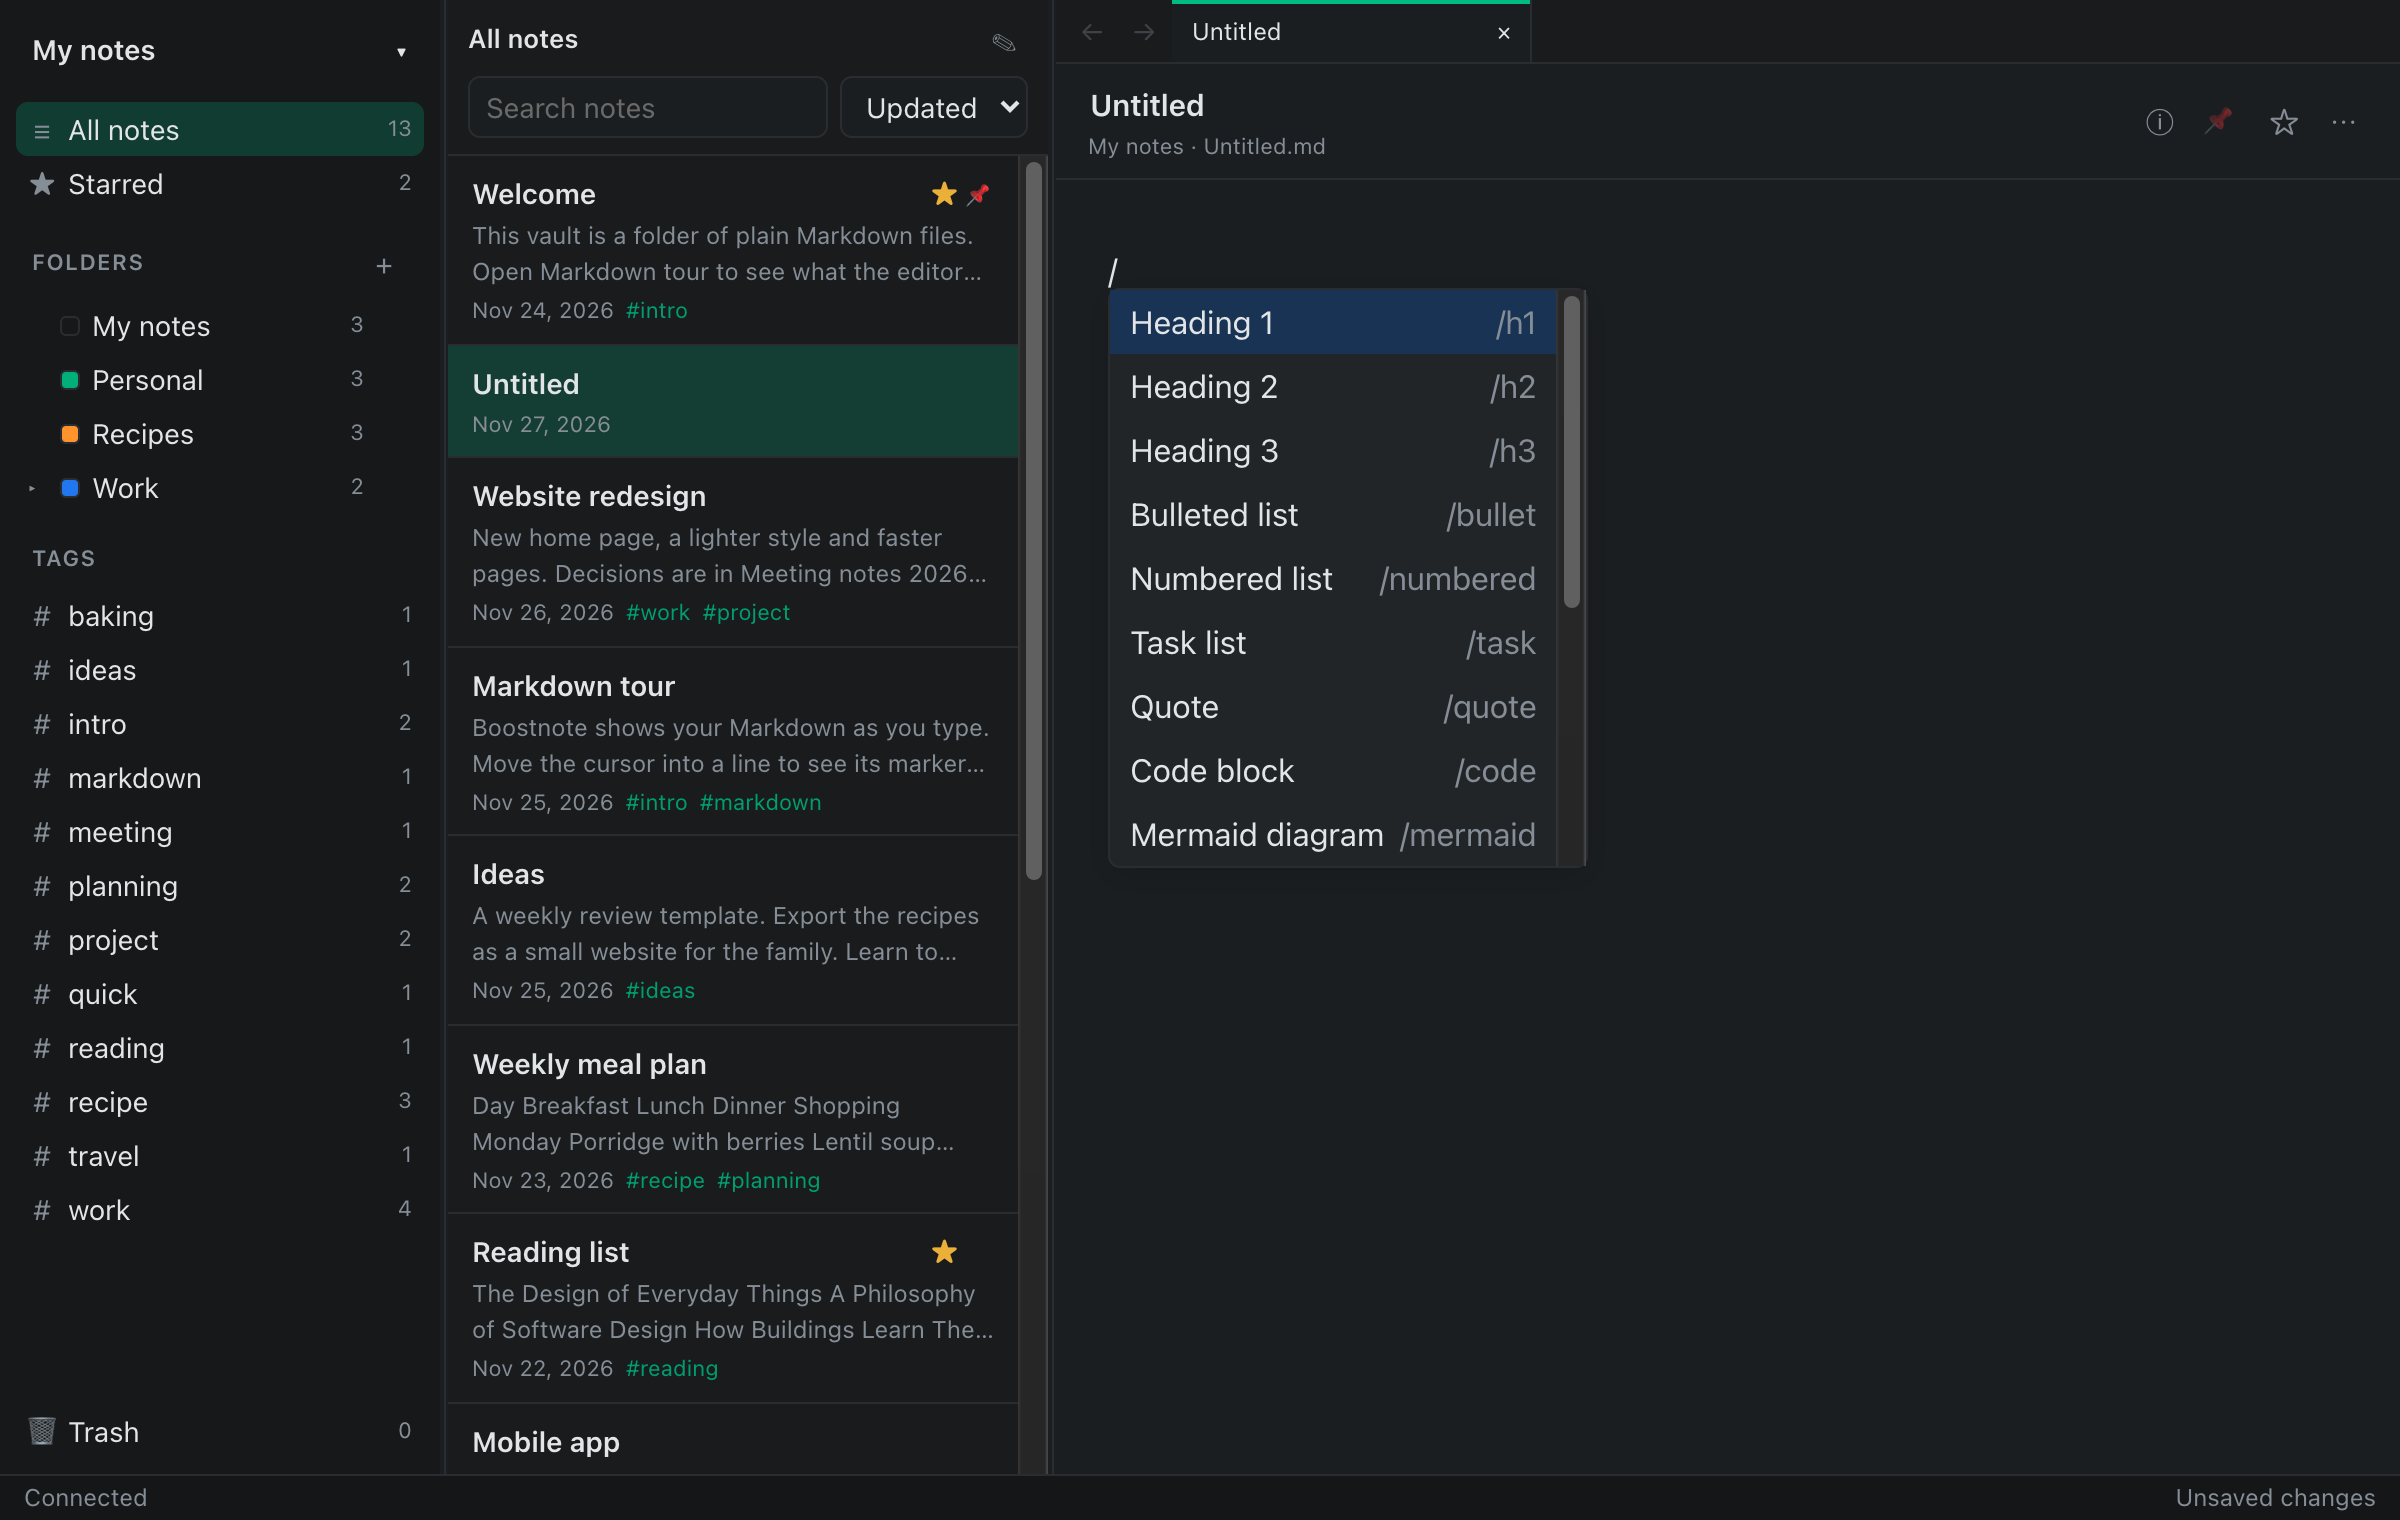 My notes
All notes 13
Starred 2
FOLDERS
My notes 3
Personal 3
Recipes 3
Work 2
TAGS
# baking 1
# ideas 1
# intro 2
# markdown 1
# meeting 1
# planning 2
# project 2
# quick 1
# reading 1
# recipe 3
# travel 1
# work 4
Trash 0
Connected
All notes
Search notes
Updated
Welcome
This vault is a folder of plain Markdown files.
Open Markdown tour to see what the editor...
Nov 24, 2026 #intro
Untitled
Nov 27, 2026
Website redesign
New home page, a lighter style and faster
pages. Decisions are in Meeting notes 2026...
Nov 26, 2026 #work #project
Markdown tour
Boostnote shows your Markdown as you type.
Move the cursor into a line to see its marker...
Nov 25, 2026 #intro #markdown
Ideas
A weekly review template. Export the recipes
as a small website for the family. Learn to...
Nov 25, 2026 #ideas
Weekly meal plan
Day Breakfast Lunch Dinner Shopping
Monday Porridge with berries Lentil soup...
Nov 23, 2026 #recipe #planning
Reading list
The Design of Everyday Things A Philosophy
of Software Design How Buildings Learn The...
Nov 22, 2026 #reading
Mobile app
Untitled
Untitled
My notes · Untitled.md
/
Heading 1 /h1
Heading 2 /h2
Heading 3 /h3
Bulleted list /bullet
Numbered list /numbered
Task list /task
Quote /quote
Code block /code
Mermaid diagram /mermaid
Unsaved changes